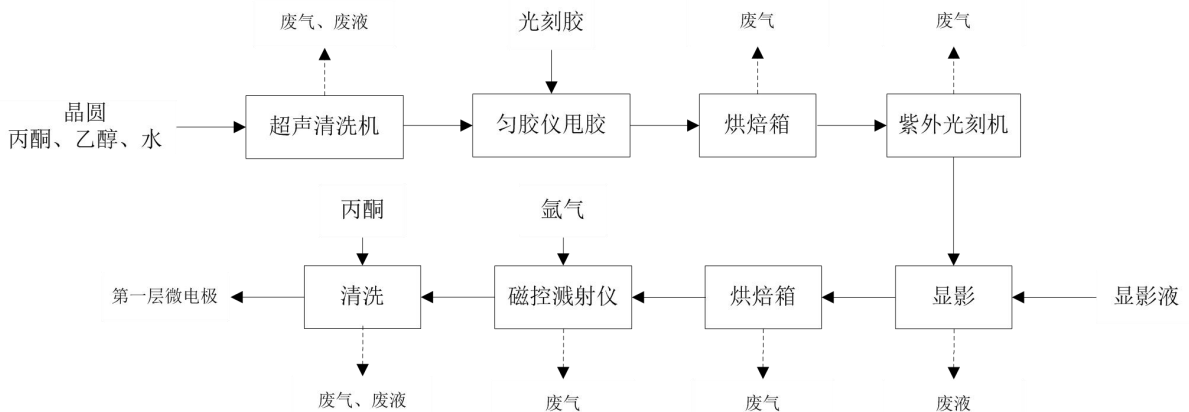 废气、废液
光刻胶
废气
废气
晶圆
丙酮、乙醇、水
超声清洗机
匀胶仪甩胶
烘焙箱
紫外光刻机
丙酮
氩气
第一层微电极
清洗
磁控溅射仪
烘焙箱
显影
显影液
废气、废液
废气
废气
废液